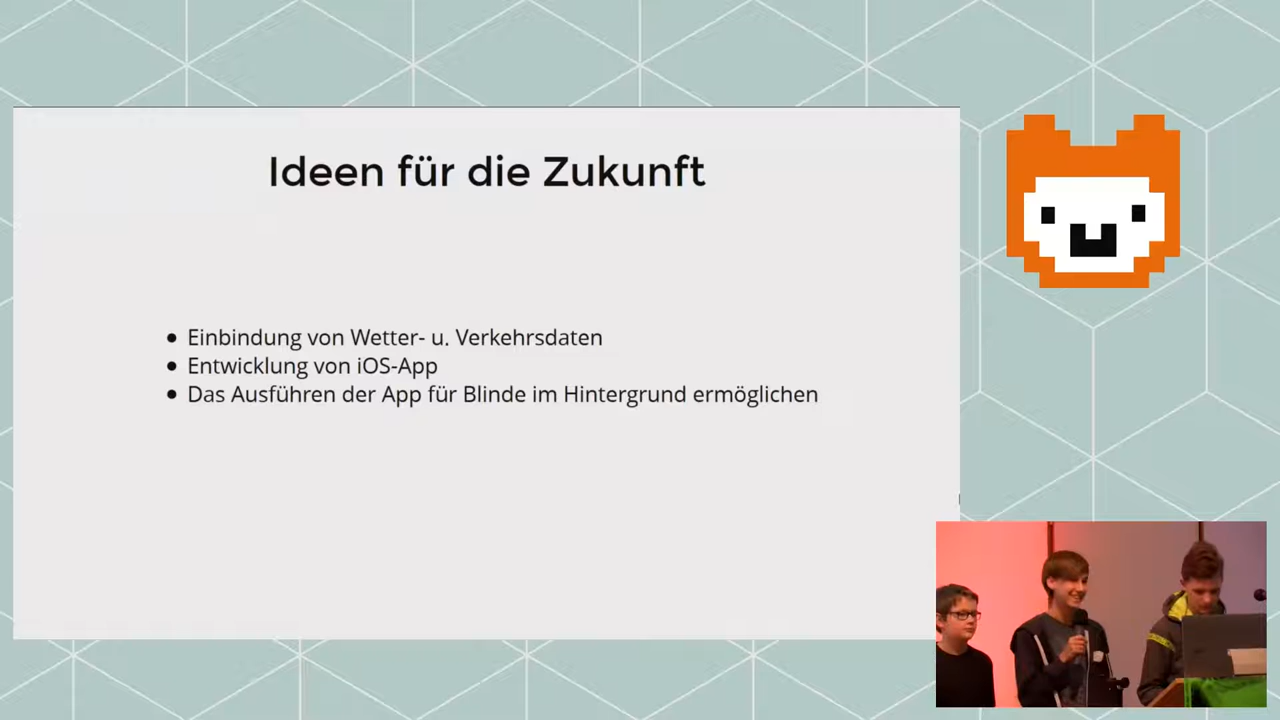 Ideen für die Zukunft
Einbindung von Wetter- u. Verkehrsdaten
Entwicklung von iOS-App
Das Ausführen der App für Blinde im Hintergrund ermöglichen